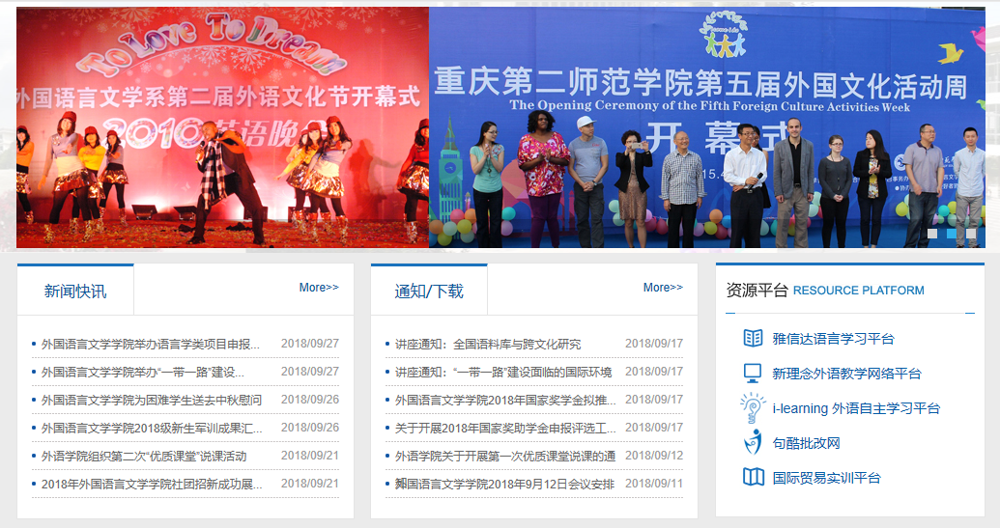 To Love To Dream
外国语言文学系第二届外语文化节开幕式
2010英语晚会
重庆第二师范学院第五届外国文化活动周
The Opening Ceremony of the Fifth Foreign Culture Activities Week
开幕式
新闻快讯
More>>
外国语言文学学院举办语言学类项目申报... 2018/09/27
外国语言文学学院举办“一带一路”建设... 2018/09/27
外国语言文学学院为困难学生送去中秋慰问 2018/09/26
外国语言文学学院2018级新生军训成果汇... 2018/09/26
外语学院组织第二次“优质课堂”说课活动 2018/09/21
2018年外国语言文学学院社团招新成功展... 2018/09/21
通知/下载
More>>
讲座通知：全国语料库与跨文化研究 2018/09/17
讲座通知：“一带一路”建设面临的国际环境 2018/09/17
外国语言文学学院2018年国家奖学金拟推... 2018/09/17
关于开展2018年国家奖助学金申报评选工... 2018/09/17
外语学院关于开展第一次优质课堂说课的通 2018/09/12
国语言文学学院2018年9月12日会议安排 2018/09/11
资源平台 RESOURCE PLATFORM
雅信达语言学习平台
新理念外语教学网络平台
i-learning 外语自主学习平台
句酷批改网
国际贸易实训平台